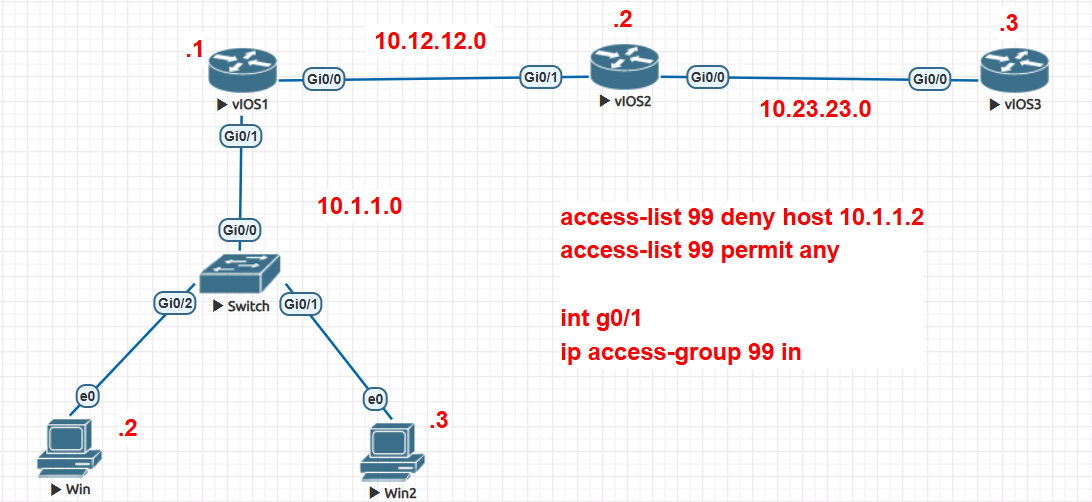 .2
.3
.1
10.12.12.0
Gi0/0
Gi0/1
Gi0/0
Gi0/0
vIOS1
vIOS2
vIOS3
10.23.23.0
Gi0/1
10.1.1.0
access-list 99 deny host 10.1.1.2
access-list 99 permit any
Gi0/0
Switch
Gi0/2
Gi0/1
int g0/1
ip access-group 99 in
e0
e0
.2
.3
Win
Win2